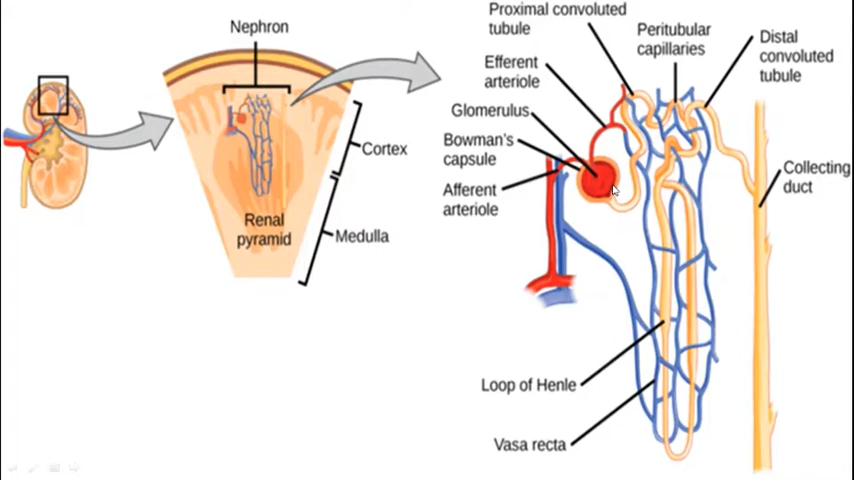 Nephron
Cortex
Renal
pyramid
Medulla
Proximal convoluted
tubule
Peritubular
capillaries
Distal
convoluted
tubule
Efferent
arteriole
Glomerulus
Bowman's
capsule
Afferent
arteriole
Collecting
duct
Loop of Henle
Vasa recta